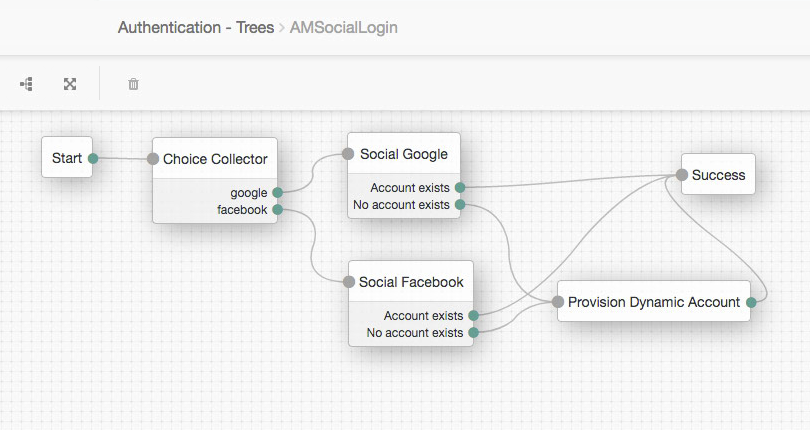 Authentication - Trees > AMSocialLogin
Start
Choice Collector
google
facebook
Social Google
Account exists
No account exists
Social Facebook
Account exists
No account exists
Success
Provision Dynamic Account